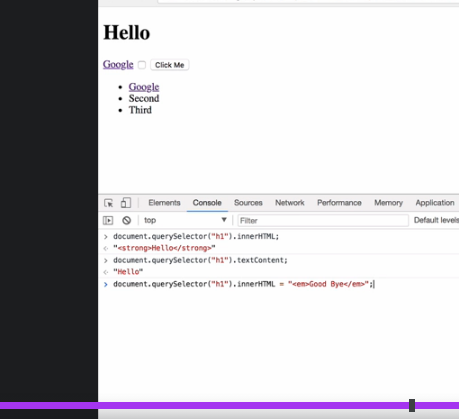 Hello
Google Click Me
Google
Second
Third
Elements Console Sources Network Performance Memory Application
top Filter Default levels
> document.querySelector("h1").innerHTML;
"<strong>Hello</strong>"
> document.querySelector("h1").textContent;
"Hello"
> document.querySelector("h1").innerHTML = "<em>Good Bye</em>";